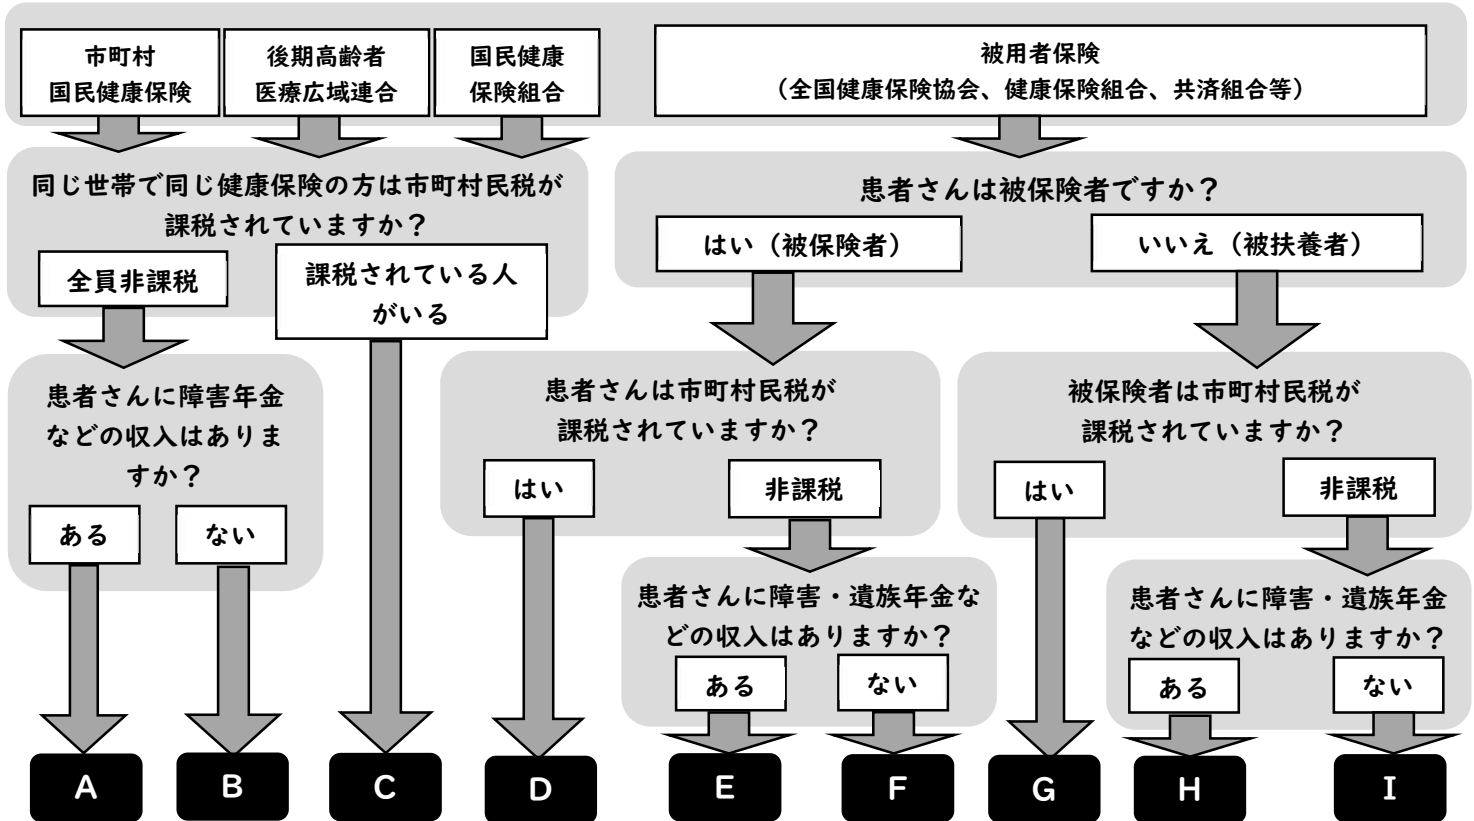 市町村
国民健康保険
後期高齢者
医療広域連合
国民健康
保険組合
被用者保険
（全国健康保険協会、健康保険組合、共済組合等）
同じ世帯で同じ健康保険の方は市町村民税が
課税されていますか？
全員非課税
課税されている人
がいる
患者さんは被保険者ですか？
はい（被保険者）
いいえ（被扶養者）
患者さんに障害年金
などの収入はありま
すか？
ある
ない
患者さんは市町村民税が
課税されていますか？
はい
非課税
被保険者は市町村民税が
課税されていますか？
はい
非課税
患者さんに障害・遺族年金な
どの収入はありますか？
ある
ない
患者さんに障害・遺族年金
などの収入はありますか？
ある
ない
A
B
C
D
E
F
G
H
I